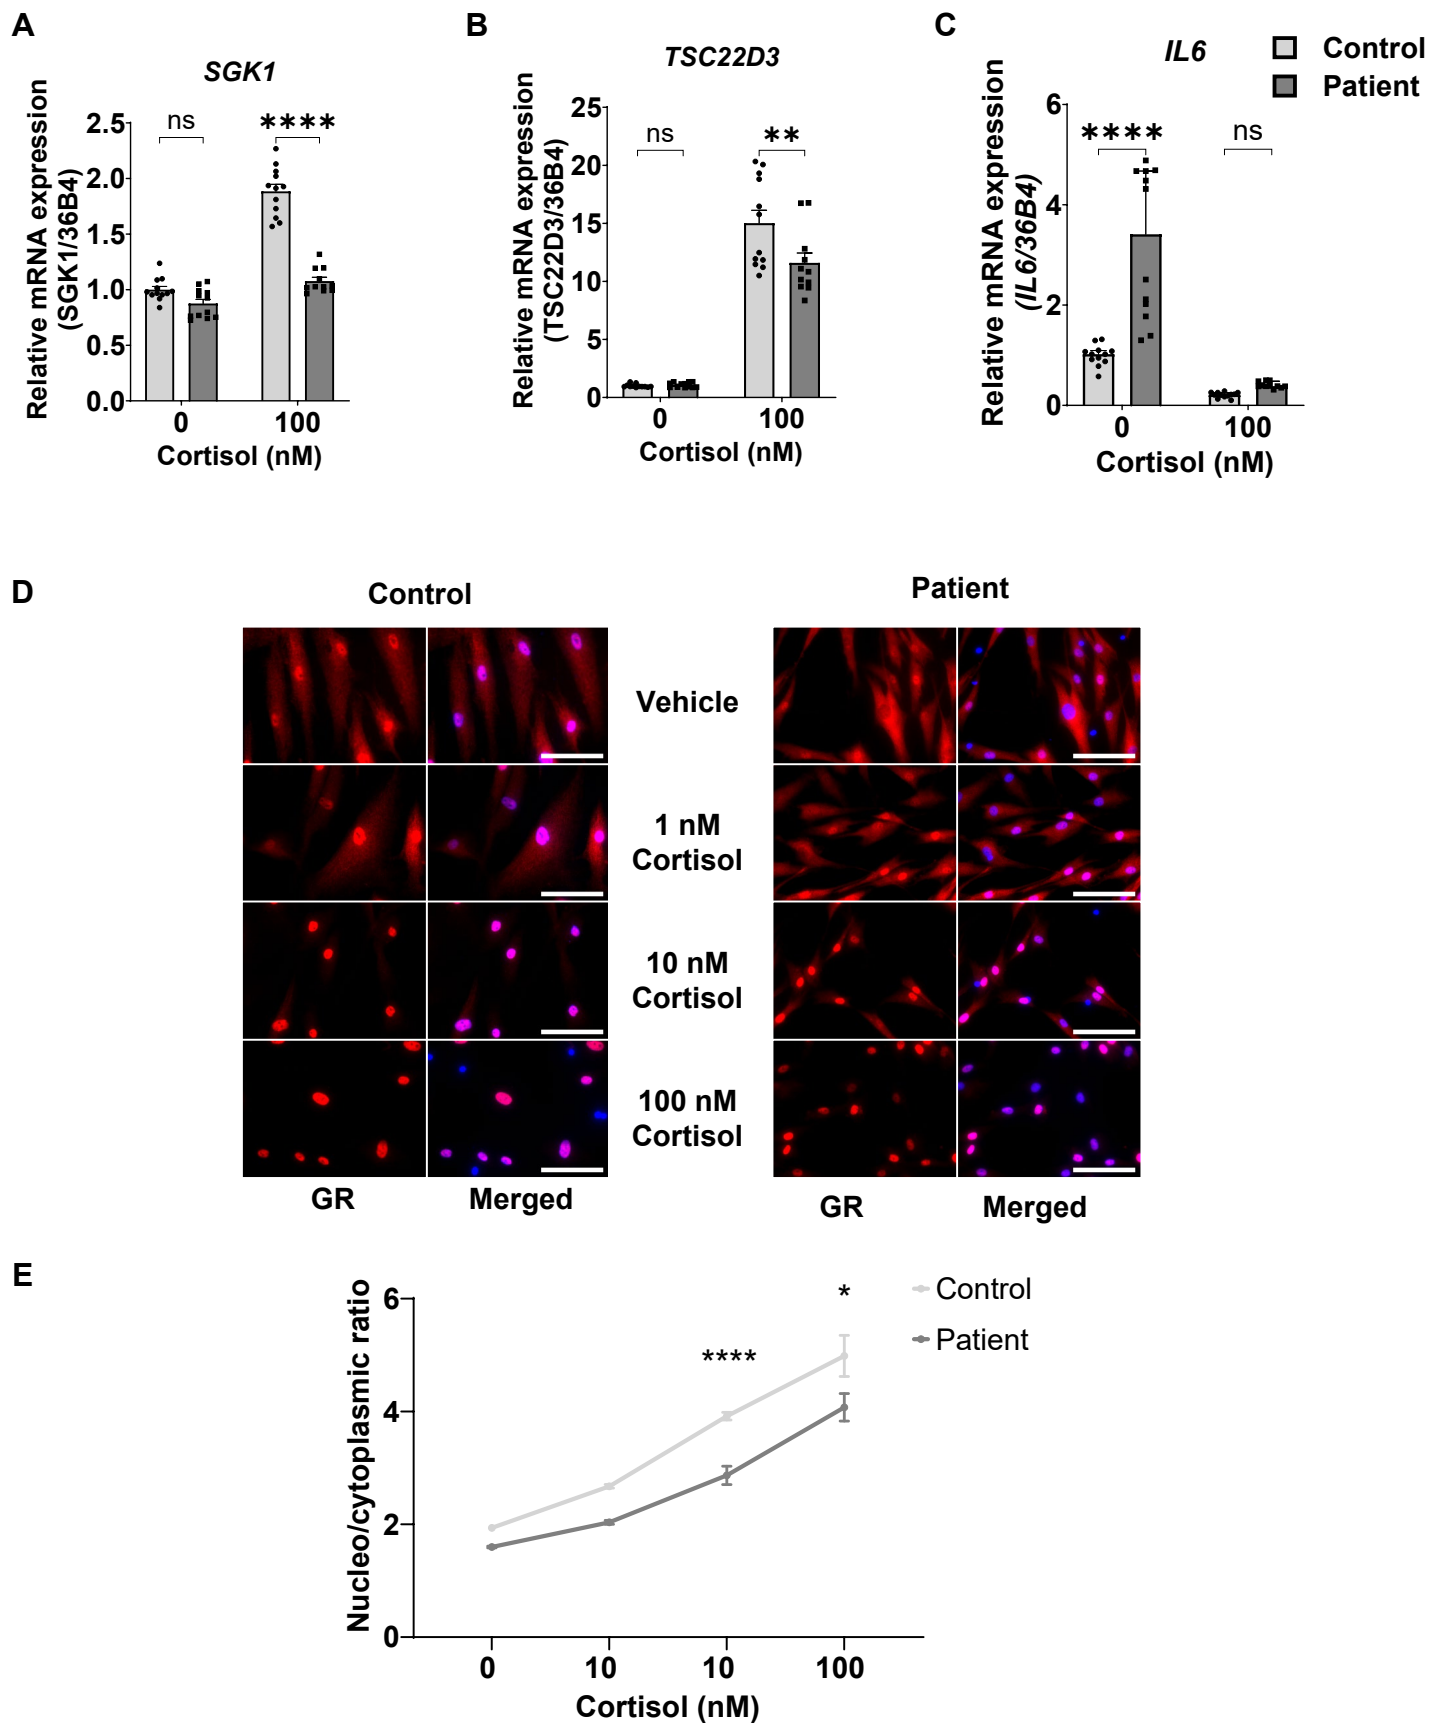 A
SGK1
Relative mRNA expression
(SGK1/36B4)
2.5
2.0
1.5
1.0
0.5
0.0
ns
****
0
100
Cortisol (nM)
B
TSC22D3
Relative mRNA expression
(TSC22D3/36B4)
25
20
15
10
5
0
ns
**
0
100
Cortisol (nM)
C
IL6
Relative mRNA expression
(IL6/36B4)
6
4
2
0
****
ns
0
100
Cortisol (nM)
Control
Patient
D
Control
Patient
Vehicle
1 nM
Cortisol
10 nM
Cortisol
100 nM
Cortisol
GR
Merged
GR
Merged
E
Nucleo/cytoplasmic ratio
6
4
2
0
****
*
Control
Patient
0
10
10
100
Cortisol (nM)